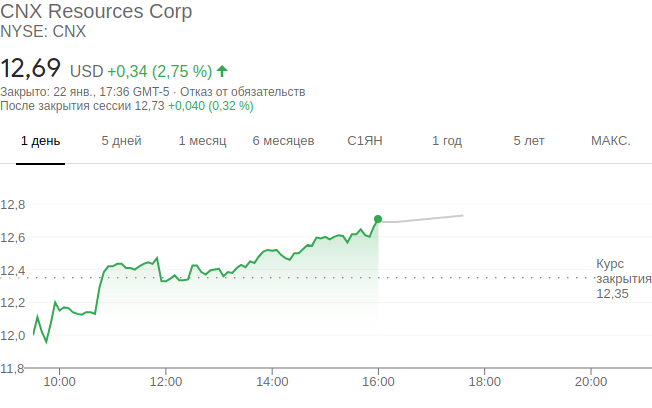 CNX Resources Corp
NYSE: CNX
12,69 USD +0,34 (2,75 %)
Закрыто: 22 янв., 17:36 GMT-5 · Отказ от обязательств
После закрытия сессии 12,73 +0,040 (0,32 %)
1 день 5 дней 1 месяц 6 месяцев С1ЯН 1 год 5 лет МАКС.
12,8
12,6
12,4
12,2
12,0
11,8
Курс
закрытия
12,35
10:00 12:00 14:00 16:00 18:00 20:00